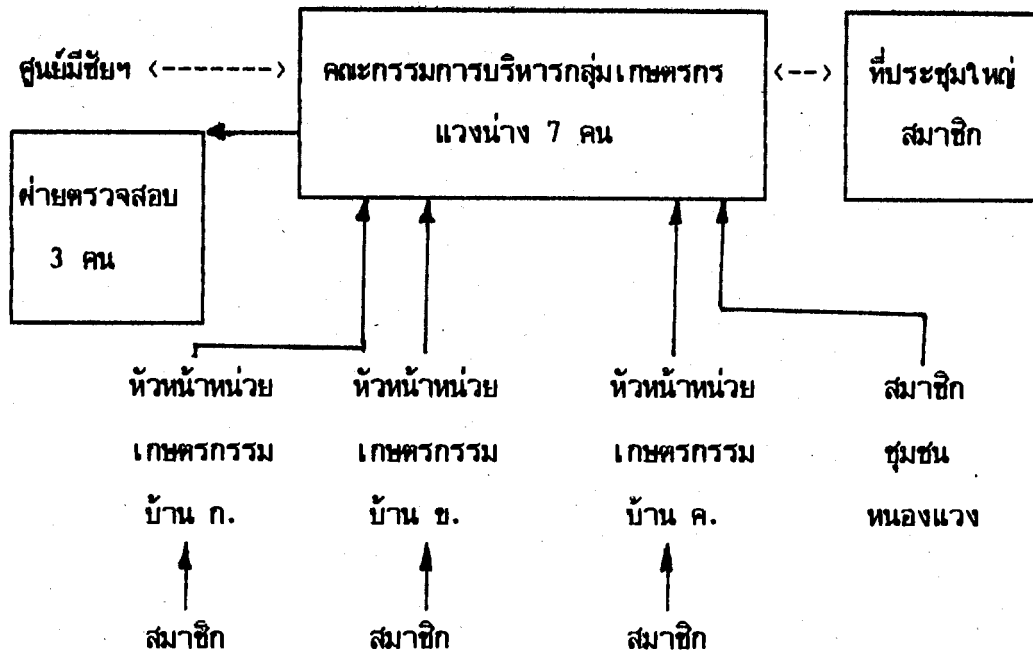 ศูนย์มีชัยฯ <-------> คณะกรรมการบริหารกลุ่มเกษตรกร <--> ที่ประชุมใหญ่
แวงน่าง 7 คน สมาชิก
ฝ่ายตรวจสอบ
3 คน
หัวหน้าหน่วย หัวหน้าหน่วย หัวหน้าหน่วย สมาชิก
เกษตรกรรม เกษตรกรรม เกษตรกรรม ชุมชน
บ้าน ก. บ้าน ข. บ้าน ค. หนองแวง
สมาชิก สมาชิก สมาชิก